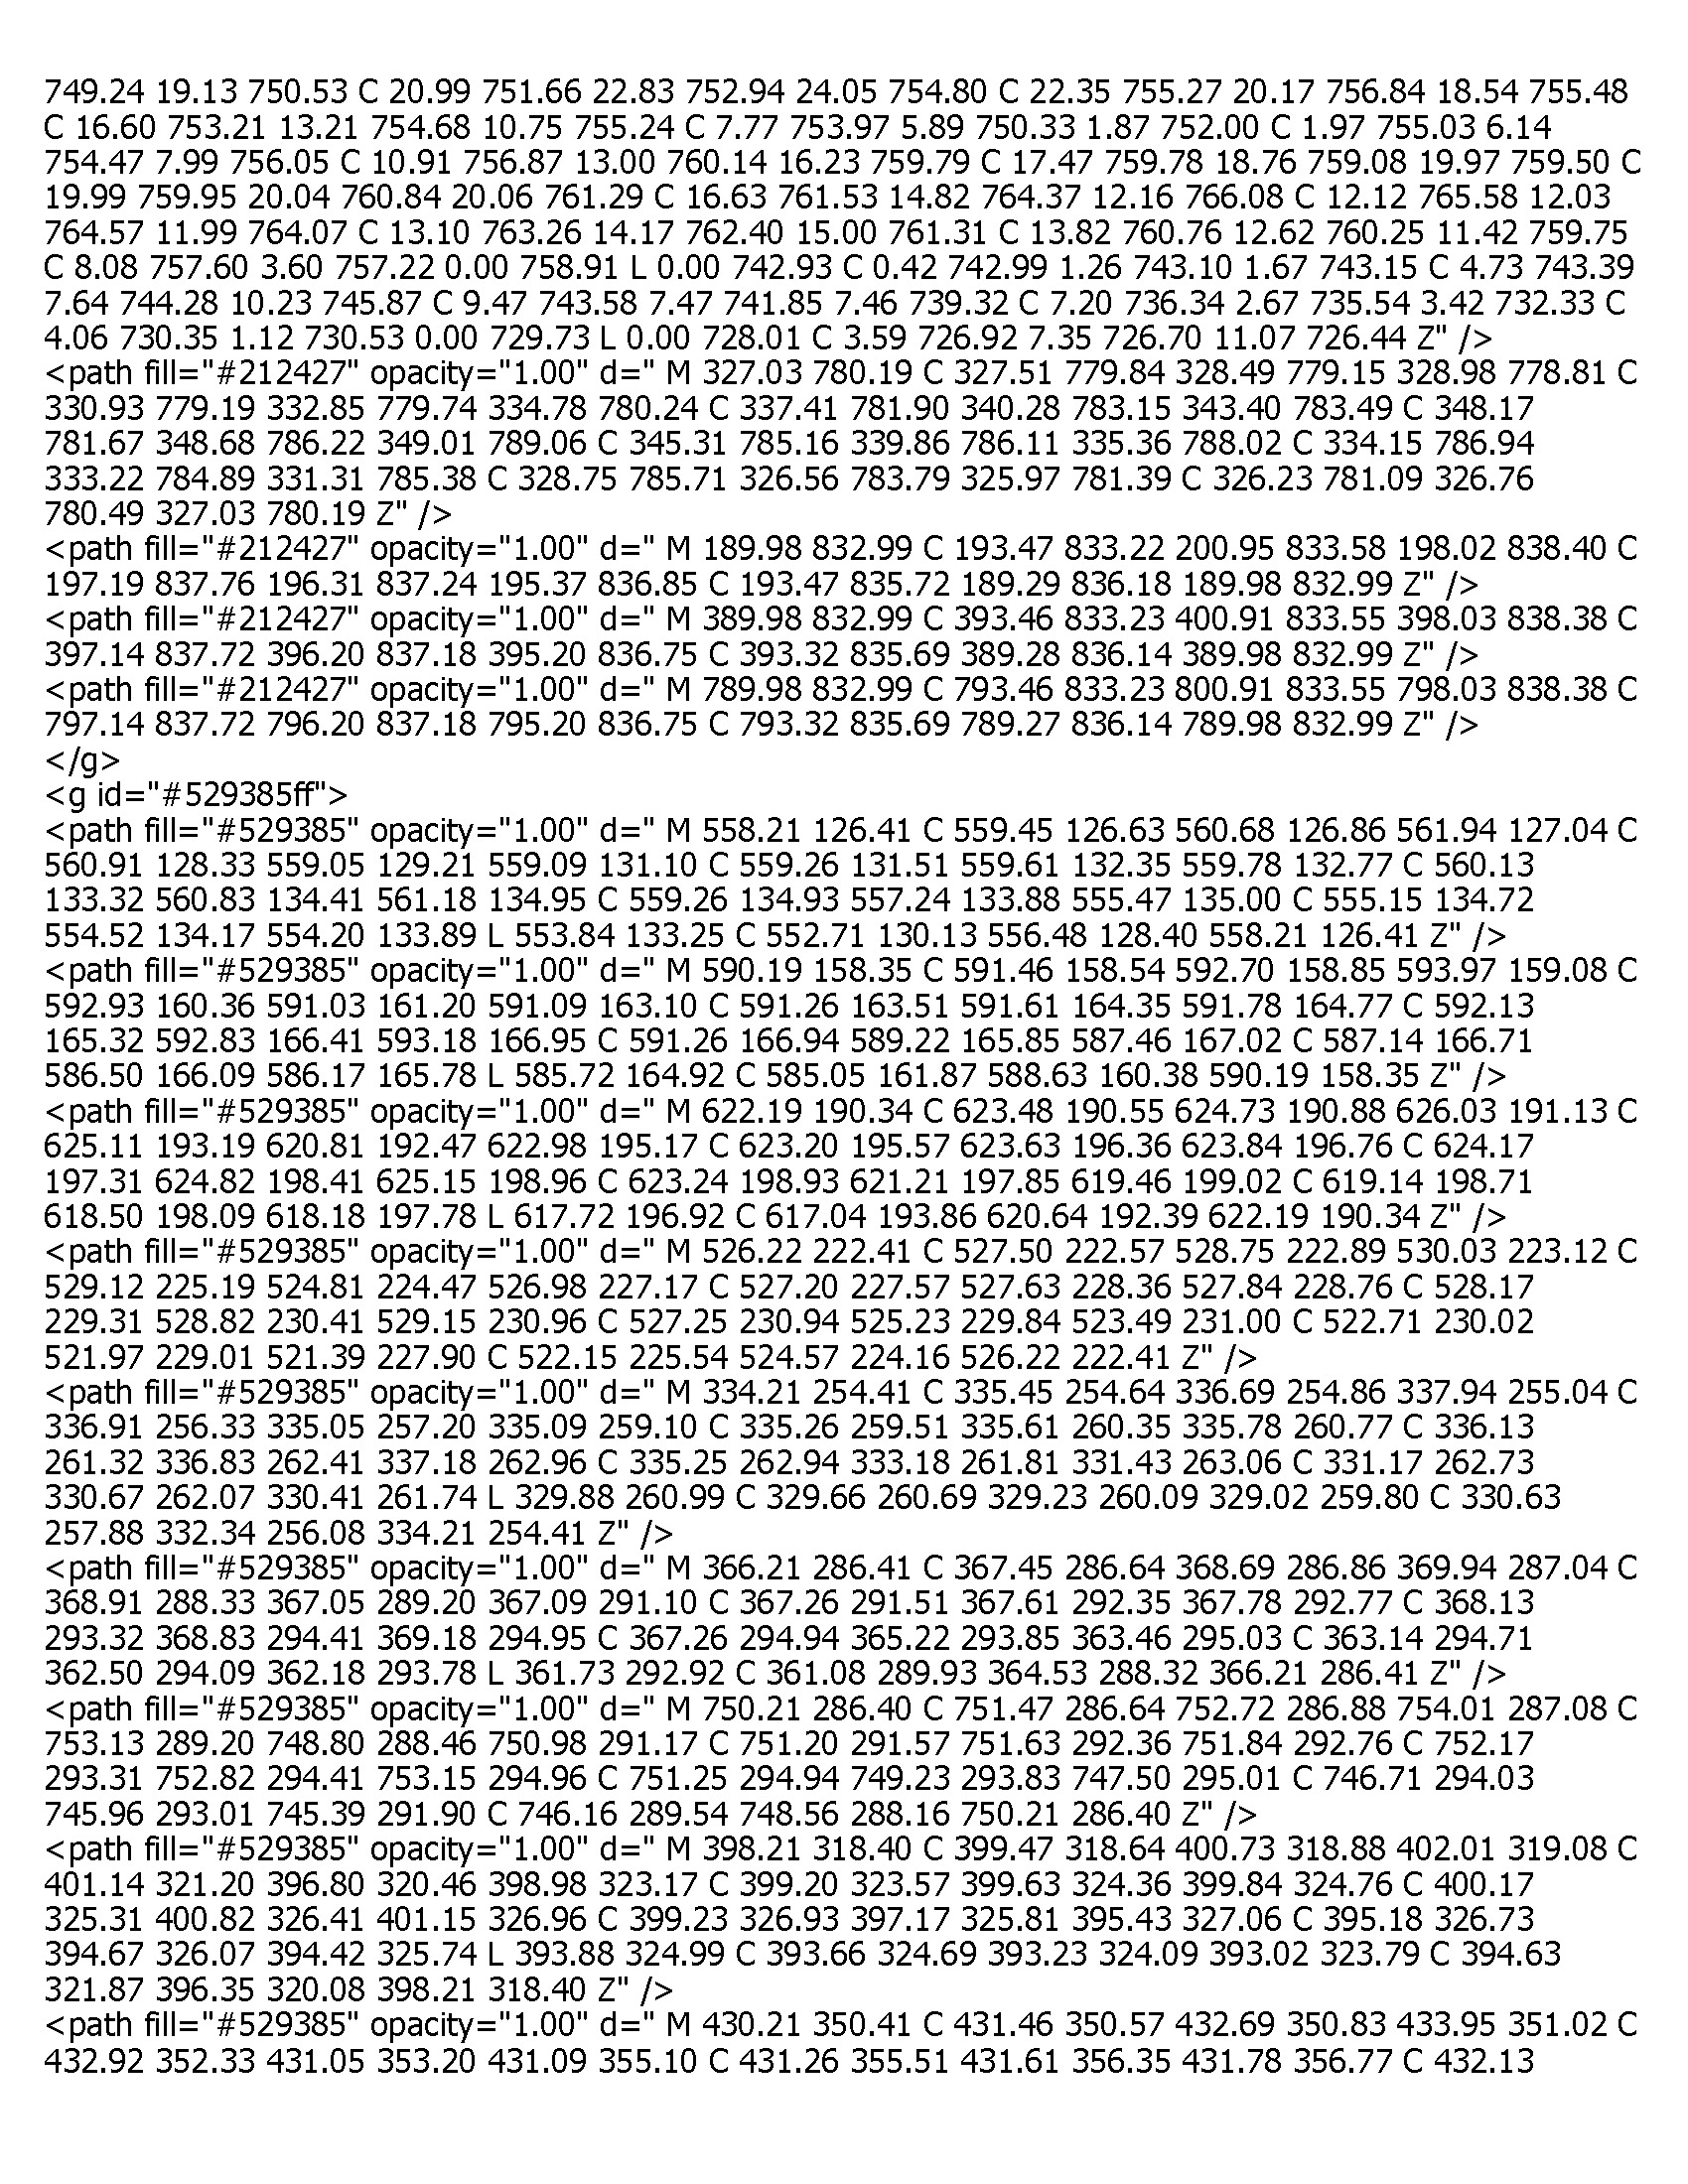 749.24 19.13 750.53 C 20.99 751.66 22.83 752.94 24.05 754.80 C 22.35 755.27 20.17 756.84 18.54 755.48
C 16.60 753.21 13.21 754.68 10.75 755.24 C 7.77 753.97 5.89 750.33 1.87 752.00 C 1.97 755.03 6.14
754.47 7.99 756.05 C 10.91 756.87 13.00 760.14 16.23 759.79 C 17.47 759.78 18.76 759.08 19.97 759.50 C
19.99 759.95 20.04 760.84 20.06 761.29 C 16.63 761.53 14.82 764.37 12.16 766.08 C 12.12 765.58 12.03
764.57 11.99 764.07 C 13.10 763.26 14.17 762.40 15.00 761.31 C 13.82 760.76 12.62 760.25 11.42 759.75
C 8.08 757.60 3.60 757.22 0.00 758.91 L 0.00 742.93 C 0.42 742.99 1.26 743.10 1.67 743.15 C 4.73 743.39
7.64 744.28 10.23 745.87 C 9.47 743.58 7.47 741.85 7.46 739.32 C 7.20 736.34 2.67 735.54 3.42 732.33 C
4.06 730.35 1.12 730.53 0.00 729.73 L 0.00 728.01 C 3.59 726.92 7.35 726.70 11.07 726.44 Z" />
<path fill="#212427" opacity="1.00" d=" M 327.03 780.19 C 327.51 779.84 328.49 779.15 328.98 778.81 C
330.93 779.19 332.85 779.74 334.78 780.24 C 337.41 781.90 340.28 783.15 343.40 783.49 C 348.17
781.67 348.68 786.22 349.01 789.06 C 345.31 785.16 339.86 786.11 335.36 788.02 C 334.15 786.94
333.22 784.89 331.31 785.38 C 328.75 785.71 326.56 783.79 325.97 781.39 C 326.23 781.09 326.76
780.49 327.03 780.19 Z" />
<path fill="#212427" opacity="1.00" d=" M 189.98 832.99 C 193.47 833.22 200.95 833.58 198.02 838.40 C
197.19 837.76 196.31 837.24 195.37 836.85 C 193.47 835.72 189.29 836.18 189.98 832.99 Z" />
<path fill="#212427" opacity="1.00" d=" M 389.98 832.99 C 393.46 833.23 400.91 833.55 398.03 838.38 C
397.14 837.72 396.20 837.18 395.20 836.75 C 393.32 835.69 389.28 836.14 389.98 832.99 Z" />
<path fill="#212427" opacity="1.00" d=" M 789.98 832.99 C 793.46 833.23 800.91 833.55 798.03 838.38 C
797.14 837.72 796.20 837.18 795.20 836.75 C 793.32 835.69 789.27 836.14 789.98 832.99 Z" />
</g>
<g id="#529385ff">
<path fill="#529385" opacity="1.00" d=" M 558.21 126.41 C 559.45 126.63 560.68 126.86 561.94 127.04 C
560.91 128.33 559.05 129.21 559.09 131.10 C 559.26 131.51 559.61 132.35 559.78 132.77 C 560.13
133.32 560.83 134.41 561.18 134.95 C 559.26 134.93 557.24 133.88 555.47 135.00 C 555.15 134.72
554.52 134.17 554.20 133.89 L 553.84 133.25 C 552.71 130.13 556.48 128.40 558.21 126.41 Z" />
<path fill="#529385" opacity="1.00" d=" M 590.19 158.35 C 591.46 158.54 592.70 158.85 593.97 159.08 C
592.93 160.36 591.03 161.20 591.09 163.10 C 591.26 163.51 591.61 164.35 591.78 164.77 C 592.13
165.32 592.83 166.41 593.18 166.95 C 591.26 166.94 589.22 165.85 587.46 167.02 C 587.14 166.71
586.50 166.09 586.17 165.78 L 585.72 164.92 C 585.05 161.87 588.63 160.38 590.19 158.35 Z" />
<path fill="#529385" opacity="1.00" d=" M 622.19 190.34 C 623.48 190.55 624.73 190.88 626.03 191.13 C
625.11 193.19 620.81 192.47 622.98 195.17 C 623.20 195.57 623.63 196.36 623.84 196.76 C 624.17
197.31 624.82 198.41 625.15 198.96 C 623.24 198.93 621.21 197.85 619.46 199.02 C 619.14 198.71
618.50 198.09 618.18 197.78 L 617.72 196.92 C 617.04 193.86 620.64 192.39 622.19 190.34 Z" />
<path fill="#529385" opacity="1.00" d=" M 526.22 222.41 C 527.50 222.57 528.75 222.89 530.03 223.12 C
529.12 225.19 524.81 224.47 526.98 227.17 C 527.20 227.57 527.63 228.36 527.84 228.76 C 528.17
229.31 528.82 230.41 529.15 230.96 C 527.25 230.94 525.23 229.84 523.49 231.00 C 522.71 230.02
521.97 229.01 521.39 227.90 C 522.15 225.54 524.57 224.16 526.22 222.41 Z" />
<path fill="#529385" opacity="1.00" d=" M 334.21 254.41 C 335.45 254.64 336.69 254.86 337.94 255.04 C
336.91 256.33 335.05 257.20 335.09 259.10 C 335.26 259.51 335.61 260.35 335.78 260.77 C 336.13
261.32 336.83 262.41 337.18 262.96 C 335.25 262.94 333.18 261.81 331.43 263.06 C 331.17 262.73
330.67 262.07 330.41 261.74 L 329.88 260.99 C 329.66 260.69 329.23 260.09 329.02 259.80 C 330.63
257.88 332.34 256.08 334.21 254.41 Z" />
<path fill="#529385" opacity="1.00" d=" M 366.21 286.41 C 367.45 286.64 368.69 286.86 369.94 287.04 C
368.91 288.33 367.05 289.20 367.09 291.10 C 367.26 291.51 367.61 292.35 367.78 292.77 C 368.13
293.32 368.83 294.41 369.18 294.95 C 367.26 294.94 365.22 293.85 363.46 295.03 C 363.14 294.71
362.50 294.09 362.18 293.78 L 361.73 292.92 C 361.08 289.93 364.53 288.32 366.21 286.41 Z" />
<path fill="#529385" opacity="1.00" d=" M 750.21 286.40 C 751.47 286.64 752.72 286.88 754.01 287.08 C
753.13 289.20 748.80 288.46 750.98 291.17 C 751.20 291.57 751.63 292.36 751.84 292.76 C 752.17
293.31 752.82 294.41 753.15 294.96 C 751.25 294.94 749.23 293.83 747.50 295.01 C 746.71 294.03
745.96 293.01 745.39 291.90 C 746.16 289.54 748.56 288.16 750.21 286.40 Z" />
<path fill="#529385" opacity="1.00" d=" M 398.21 318.40 C 399.47 318.64 400.73 318.88 402.01 319.08 C
401.14 321.20 396.80 320.46 398.98 323.17 C 399.20 323.57 399.63 324.36 399.84 324.76 C 400.17
325.31 400.82 326.41 401.15 326.96 C 399.23 326.93 397.17 325.81 395.43 327.06 C 395.18 326.73
394.67 326.07 394.42 325.74 L 393.88 324.99 C 393.66 324.69 393.23 324.09 393.02 323.79 C 394.63
321.87 396.35 320.08 398.21 318.40 Z" />
<path fill="#529385" opacity="1.00" d=" M 430.21 350.41 C 431.46 350.57 432.69 350.83 433.95 351.02 C
432.92 352.33 431.05 353.20 431.09 355.10 C 431.26 355.51 431.61 356.35 431.78 356.77 C 432.13